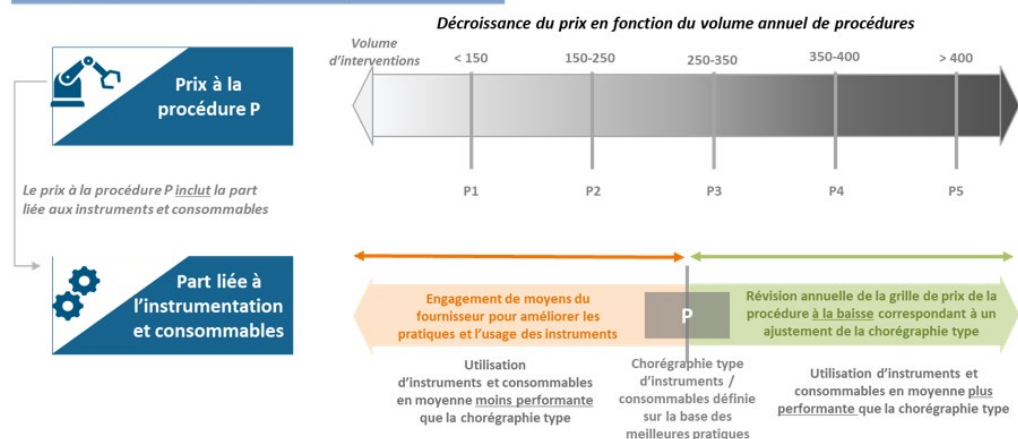 Décroissance du prix en fonction du volume annuel de procédures
Volume
d'interventions
< 150
150-250
250-350
350-400
> 400
Prix à la
procédure P
P1
P2
P3
P4
P5
Le prix à la procédure P inclut la part
liée aux instruments et consommables
Part liée à
l'instrumentation
et consommables
Engagement de moyens du
fournisseur pour améliorer les
pratiques et l'usage des instruments
P
Révision annuelle de la grille de prix de la
procédure à la baisse correspondant à un
ajustement de la chorégraphie type
Utilisation
d'instruments et consommables
en moyenne moins performante
que la chorégraphie type
Chorégraphie type
d'instruments /
consommables définie
sur la base des
meilleures pratiques
Utilisation d'instruments et
consommables en moyenne plus
performante que la chorégraphie type